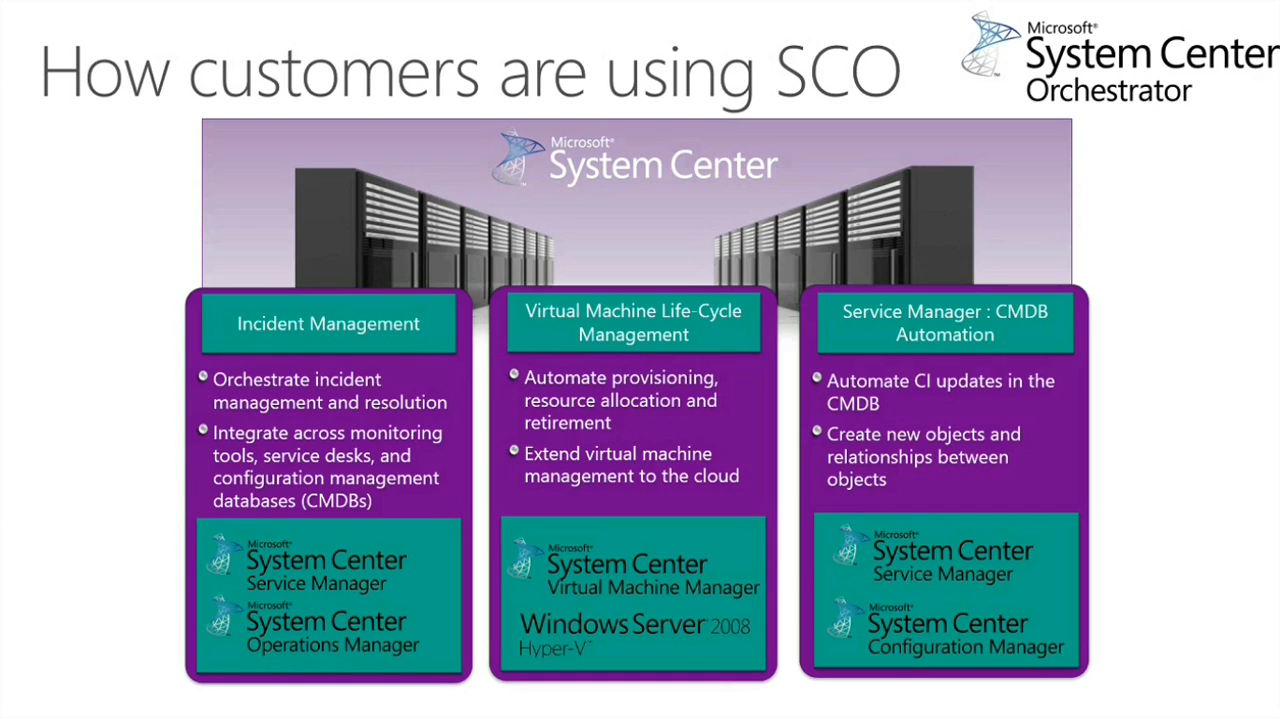 How customers are using SCO
Microsoft®
System Center
Orchestrator
Microsoft®
System Center
Incident Management
Orchestrate incident
management and resolution
Integrate across monitoring
tools, service desks, and
configuration management
databases (CMDBs)
Microsoft®
System Center
Service Manager
Microsoft®
System Center
Operations Manager
Virtual Machine Life-Cycle
Management
Automate provisioning,
resource allocation and
retirement
Extend virtual machine
management to the cloud
Microsoft®
System Center
Virtual Machine Manager
Windows Server® 2008
Hyper-V™
Service Manager : CMDB
Automation
Automate CI updates in the
CMDB
Create new objects and
relationships between
objects
Microsoft®
System Center
Service Manager
Microsoft®
System Center
Configuration Manager